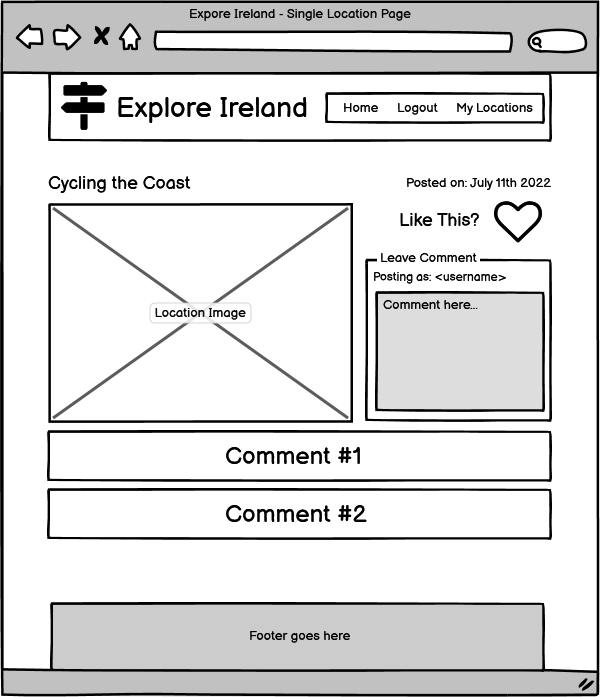 Expore Ireland - Single Location Page
Explore Ireland
Home Logout My Locations
Cycling the Coast
Posted on: July 11th 2022
Like This?
Leave Comment
Posting as: <username>
Comment here...
Location Image
Comment #1
Comment #2
Footer goes here